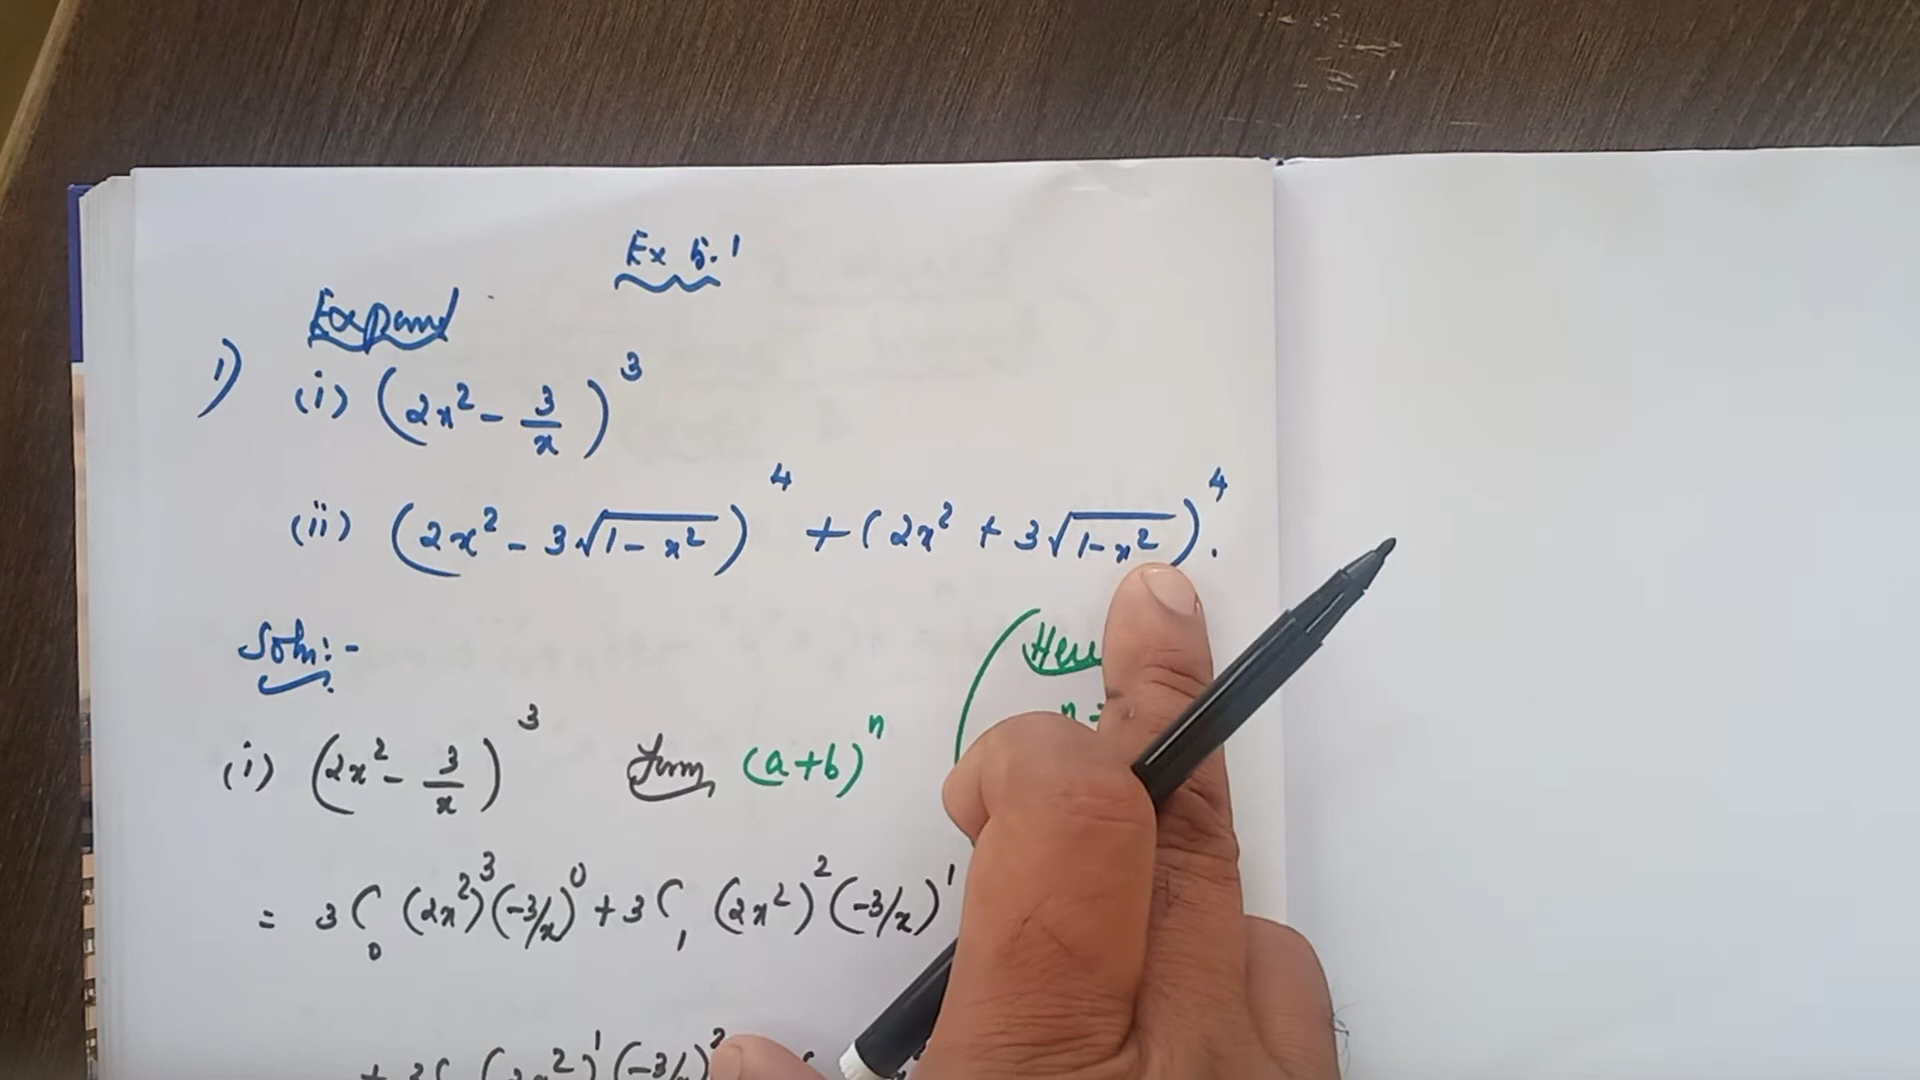 Ex 5.1
Expand
1) (i) (2x² - 3/x)³
(ii) (2x² - 3√(1-x²))⁴ + (2x² + 3√(1-x²))⁴.
Soln:-
Here
n =
(i) (2x² - 3/x)³ form (a+b)ⁿ
= 3C₀ (2x²)³(-3/x)⁰ + 3C₁ (2x²)²(-3/x)¹